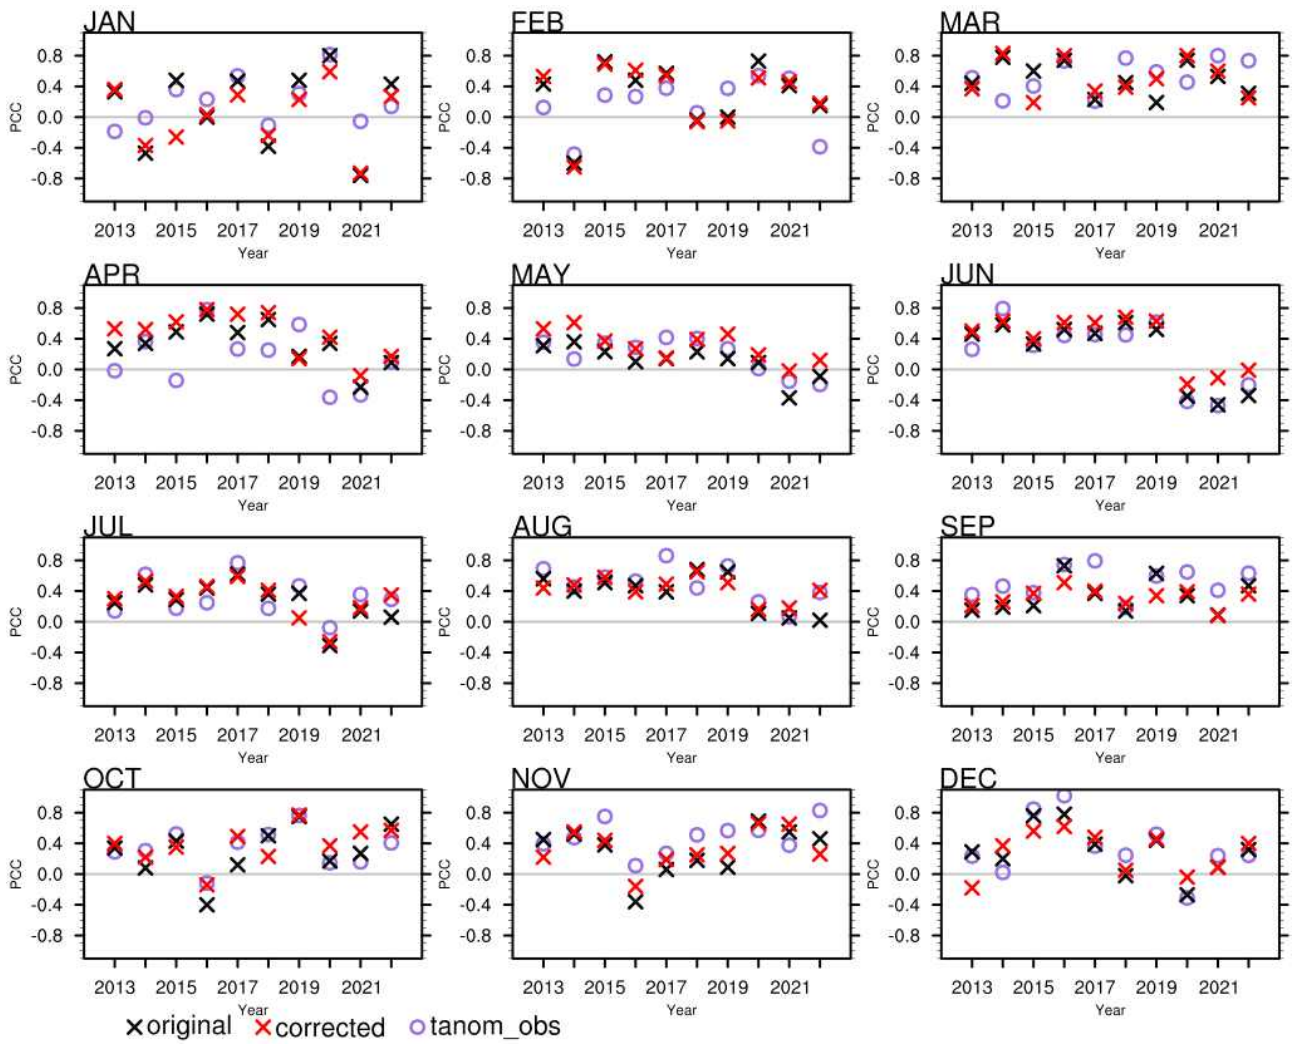 JAN
FEB
MAR
0.8 0.8 0.8
0.4 0.4 0.4
PCC 0.0 PCC 0.0 PCC 0.0
-0.4 -0.4 -0.4
-0.8 -0.8 -0.8
2013 2015 2017 2019 2021 2013 2015 2017 2019 2021 2013 2015 2017 2019 2021
Year Year Year
APR
MAY
JUN
0.8 0.8 0.8
0.4 0.4 0.4
PCC 0.0 PCC 0.0 PCC 0.0
-0.4 -0.4 -0.4
-0.8 -0.8 -0.8
2013 2015 2017 2019 2021 2013 2015 2017 2019 2021 2013 2015 2017 2019 2021
Year Year Year
JUL
AUG
SEP
0.8 0.8 0.8
0.4 0.4 0.4
PCC 0.0 PCC 0.0 PCC 0.0
-0.4 -0.4 -0.4
-0.8 -0.8 -0.8
2013 2015 2017 2019 2021 2013 2015 2017 2019 2021 2013 2015 2017 2019 2021
Year Year Year
OCT
NOV
DEC
0.8 0.8 0.8
0.4 0.4 0.4
PCC 0.0 PCC 0.0 PCC 0.0
-0.4 -0.4 -0.4
-0.8 -0.8 -0.8
2013 2015 2017 2019 2021 2013 2015 2017 2019 2021 2013 2015 2017 2019 2021
Year Year Year
original corrected tanom_obs